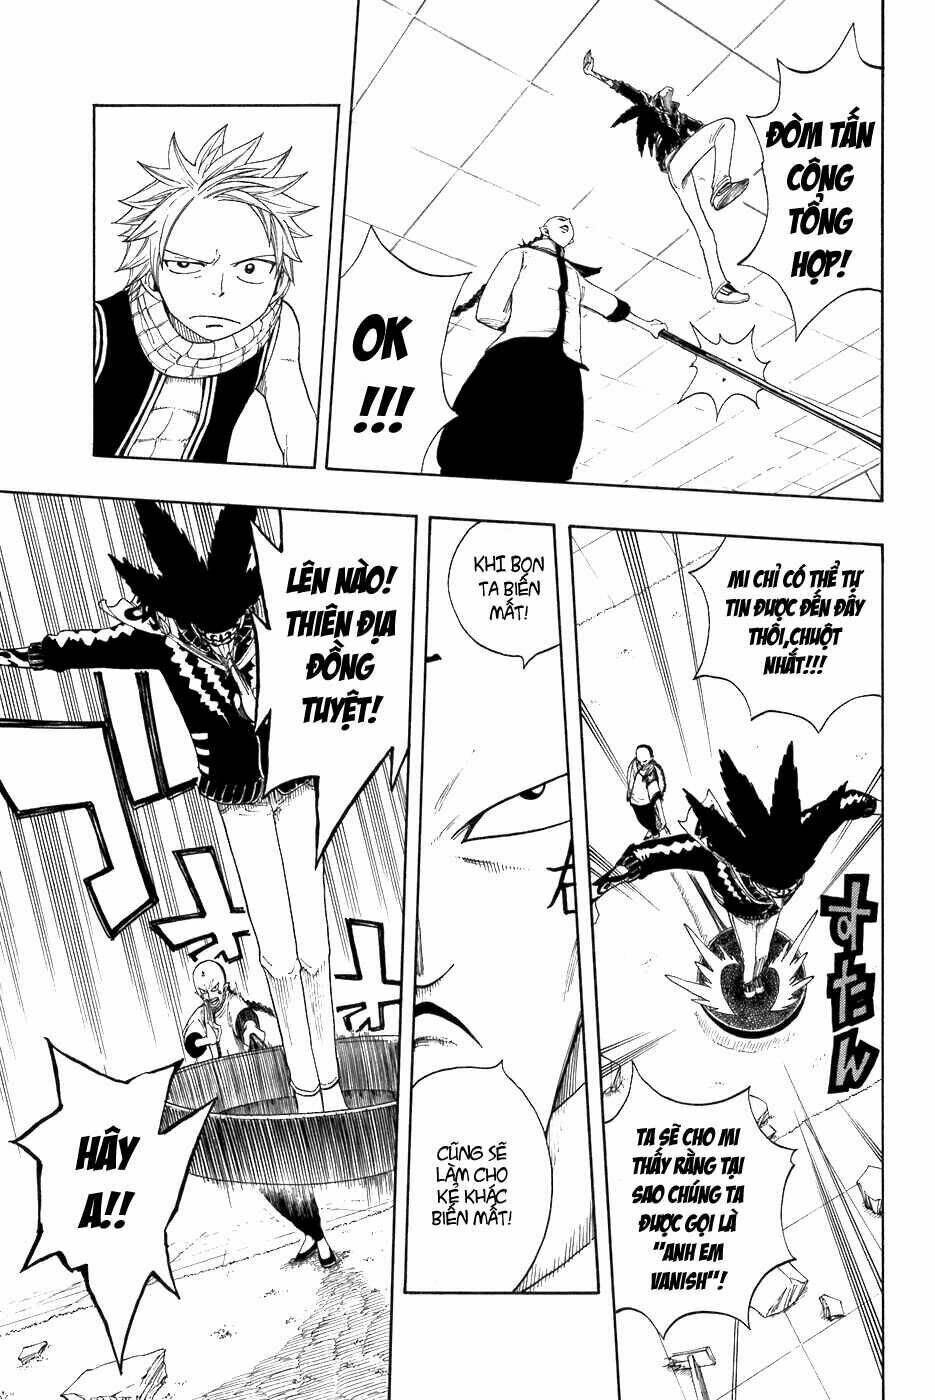 ĐÒM TẤN
CÔNG
TỔNG
HỢP!
OK
!!!
MI CHỈ CÓ THỂ TỰ
TIN ĐƯỢC ĐẾN ĐÂY
THÔI,CHUỘT
NHẮT!!!
すたん
TA SẼ CHO MI
THẤY RẰNG TẠI
SAO CHÚNG TA
ĐƯỢC GỌI LÀ
"ANH EM
VANISH"!
KHI BỌN
TA BIẾN
MẤT!
CŨNG SẼ
LÀM CHO
KẺ KHÁC
BIẾN MẤT!
LÊN NÀO!
THIÊN ĐỊA
ĐỒNG
TUYỆT!
HÂY
A!!